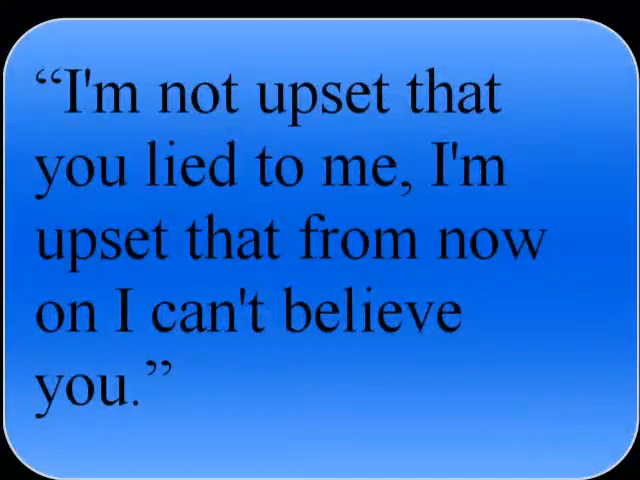 “I'm not upset that
you lied to me, I'm
upset that from now
on I can't believe
you.”